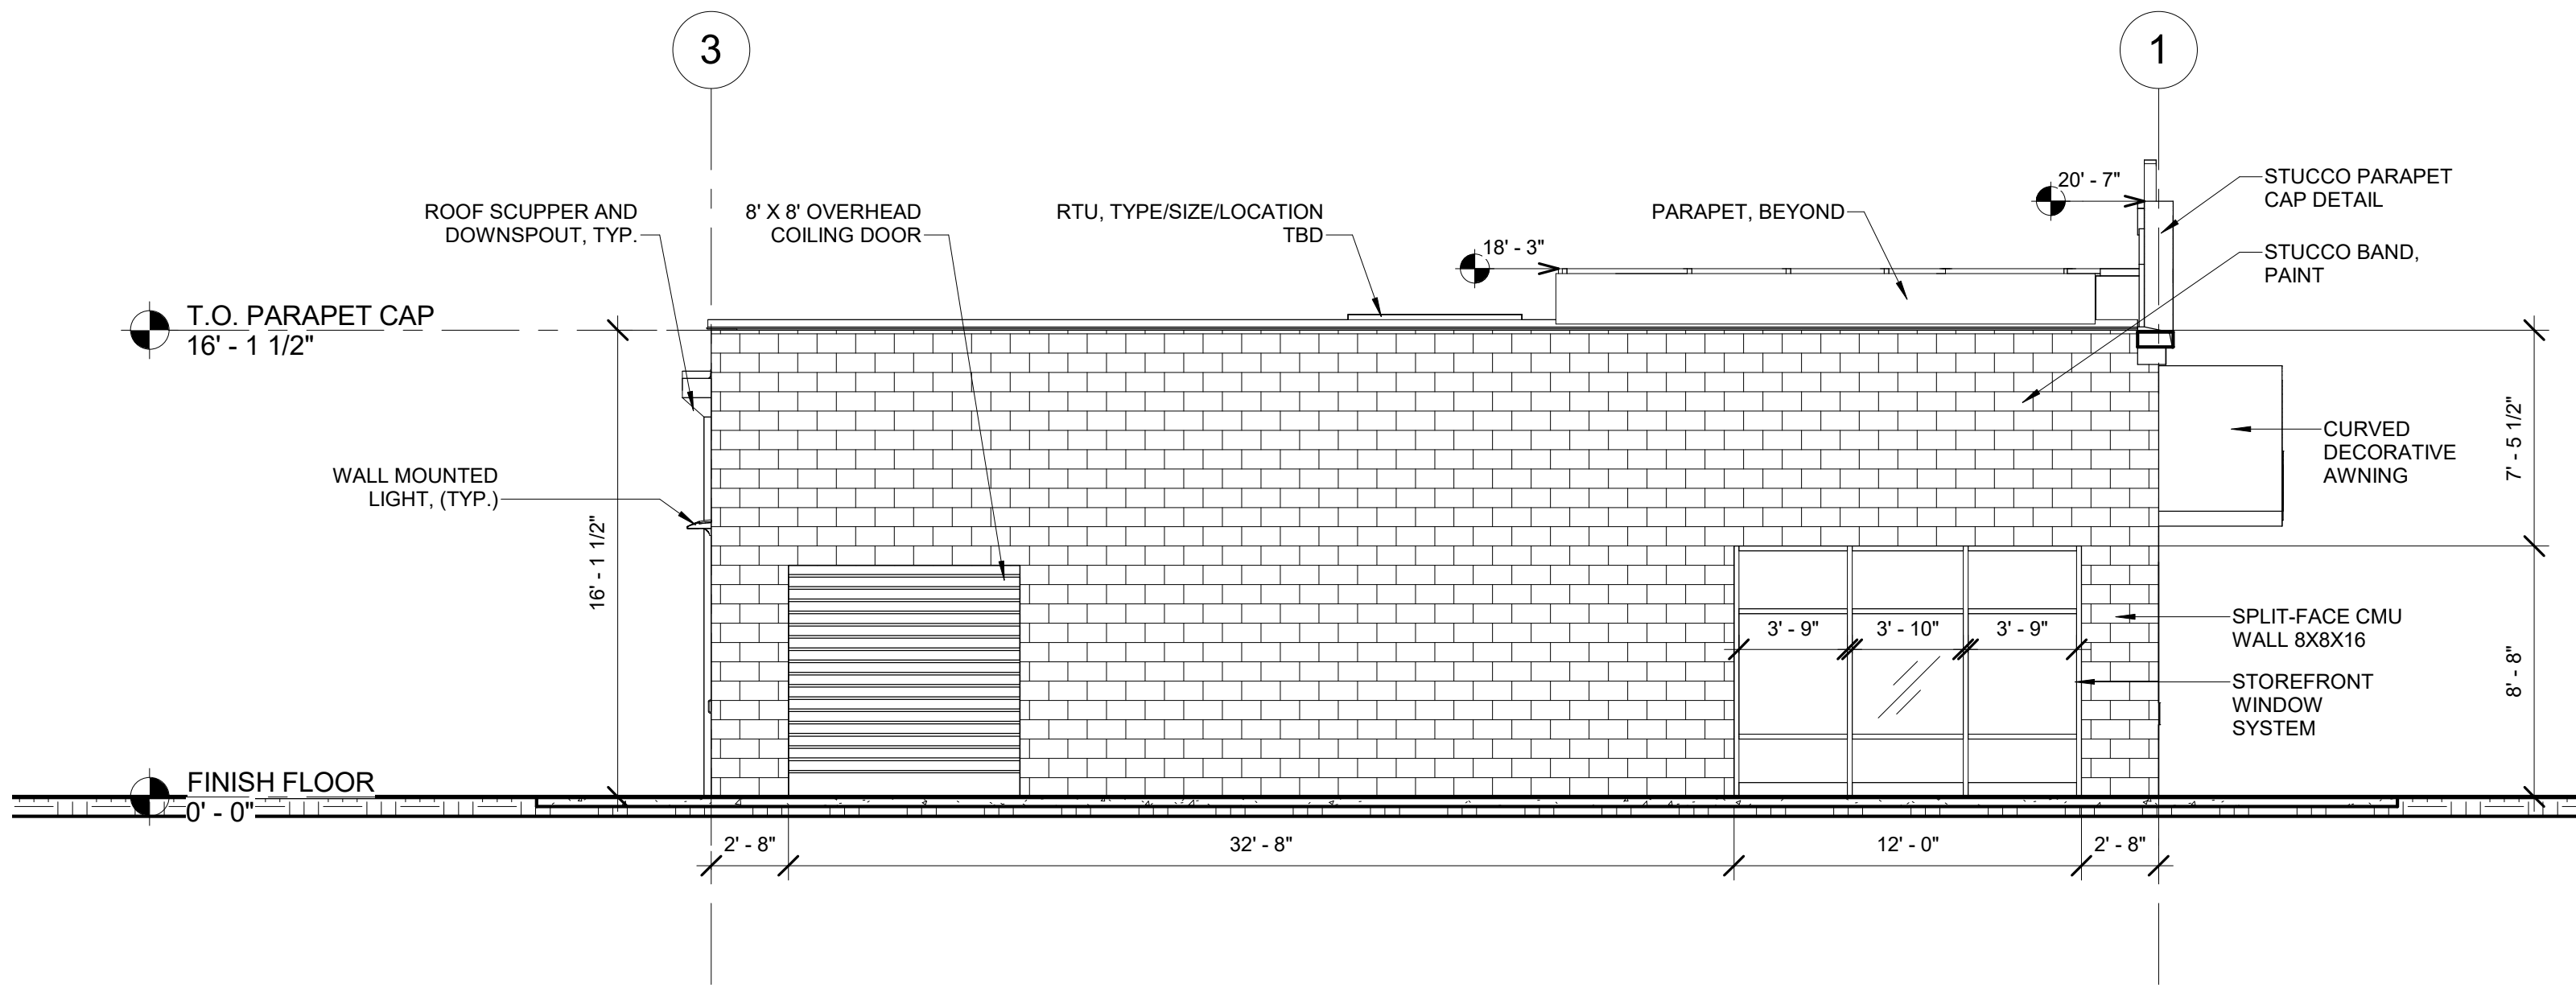 3
1
20' - 7"
STUCCO PARAPET
CAP DETAIL
ROOF SCUPPER AND
DOWNSPOUT, TYP.
8' X 8' OVERHEAD
COILING DOOR
RTU, TYPE/SIZE/LOCATION
TBD
PARAPET, BEYOND
18' - 3"
STUCCO BAND,
PAINT
T.O. PARAPET CAP
16' - 1 1/2"
CURVED
DECORATIVE
AWNING
7' - 5 1/2"
WALL MOUNTED
LIGHT, (TYP.)
16' - 1 1/2"
3' - 9"
3' - 10"
3' - 9"
SPLIT-FACE CMU
WALL 8X8X16
8' - 8"
STOREFRONT
WINDOW
SYSTEM
FINISH FLOOR
0' - 0"
2' - 8"
32' - 8"
12' - 0"
2' - 8"